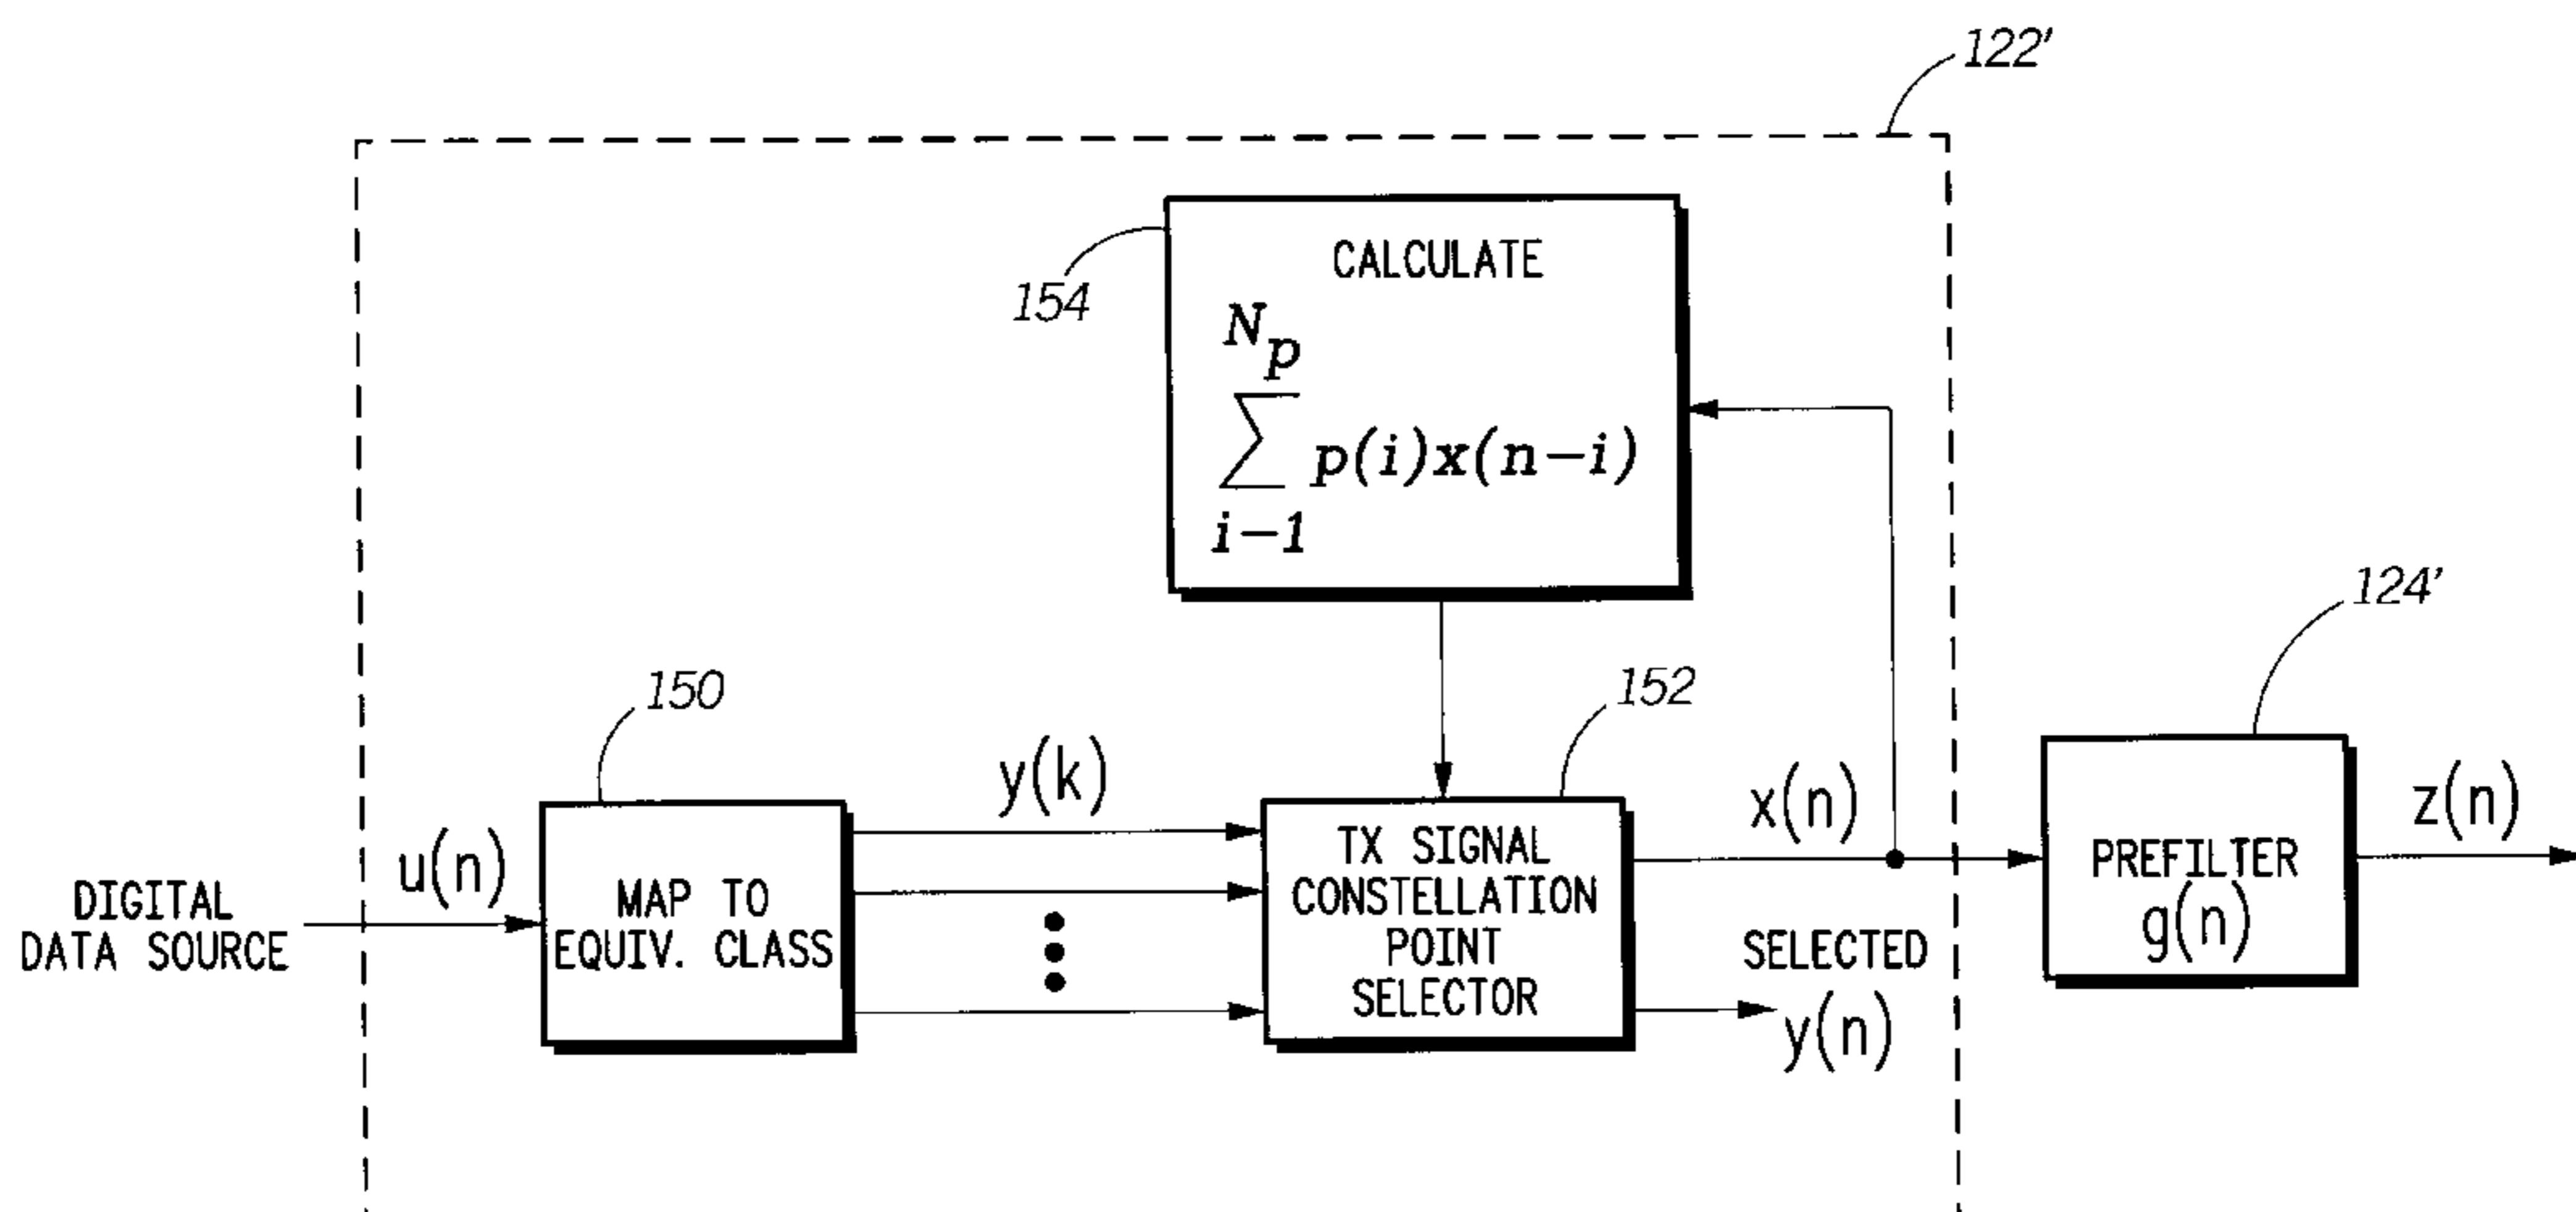 122'
CALCULATE
154
N_p
∑ p(i)x(n-i)
i-1
124'
150
152
y(k)
x(n)
z(n)
u(n)
DIGITAL
DATA SOURCE
MAP TO
EQUIV. CLASS
TX SIGNAL
CONSTELLATION
POINT
SELECTOR
PREFILTER
g(n)
SELECTED
y(n)